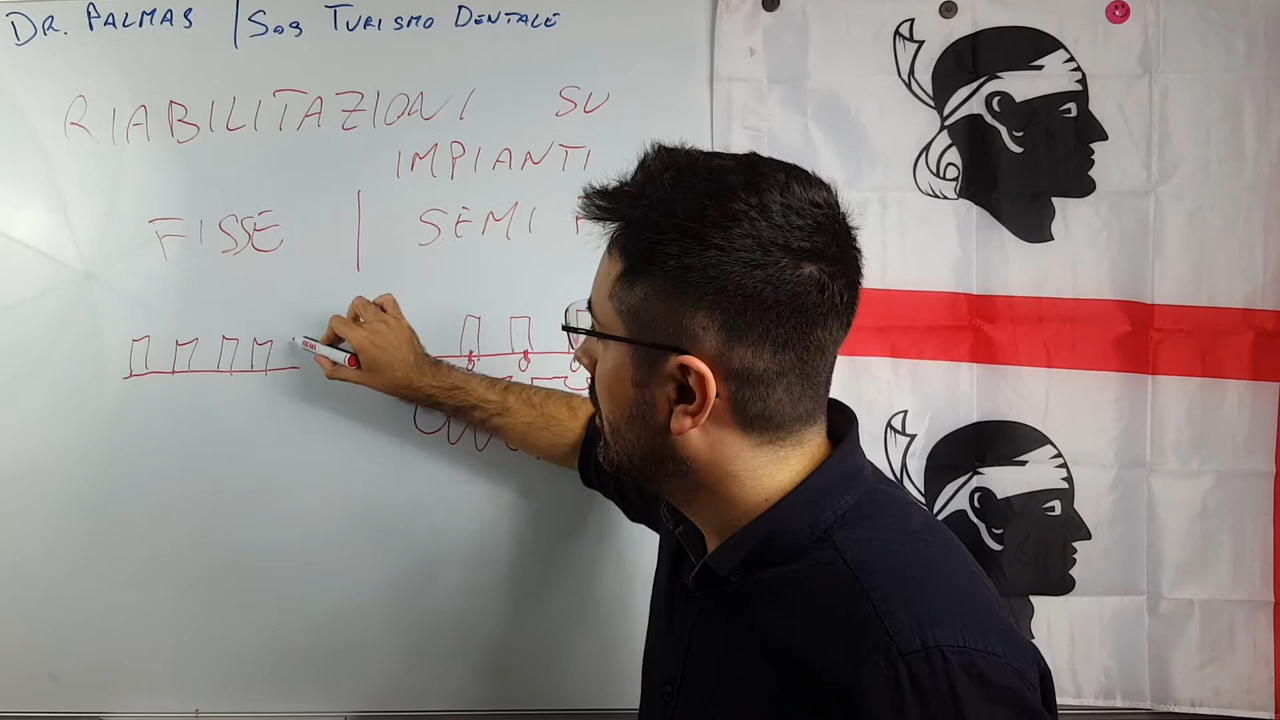 DR. PALMAS | SOS TURISMO DENTALE
RIABILITAZIONI SU
IMPIANTI
FISSE | SEMI